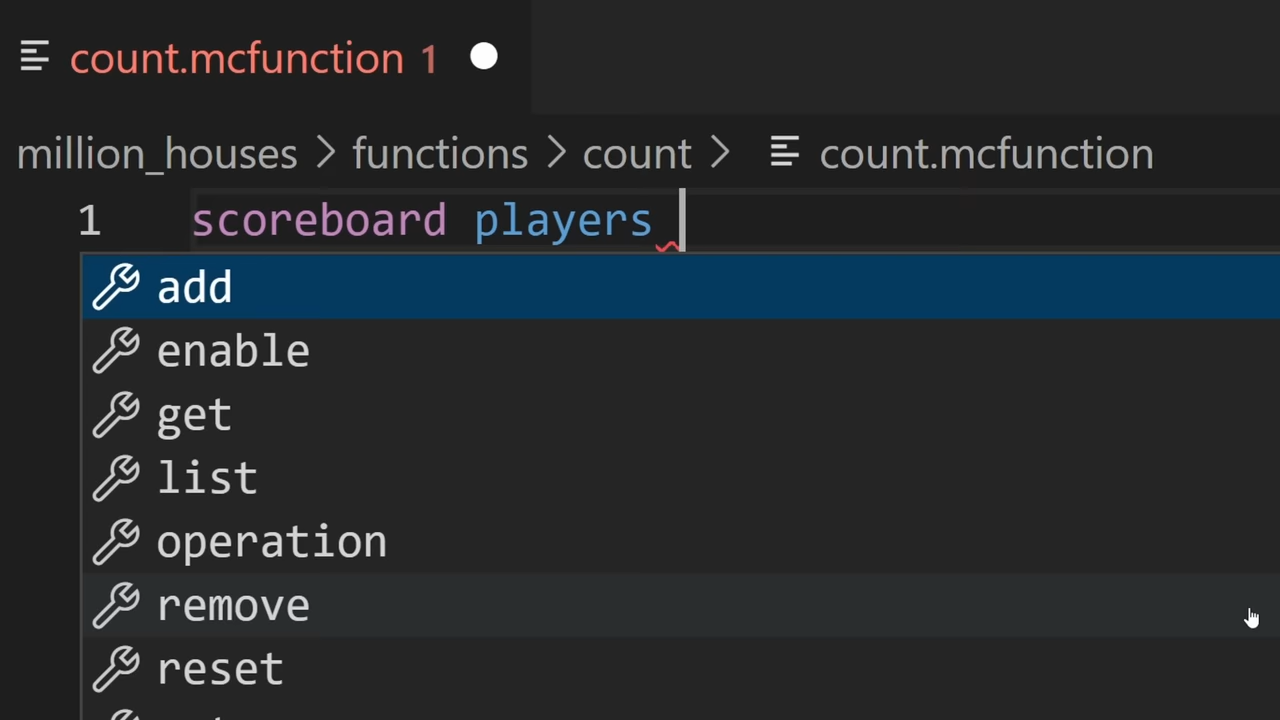 count.mcfunction 1
million_houses > functions > count > count.mcfunction
1 scoreboard players
add
enable
get
list
operation
remove
reset